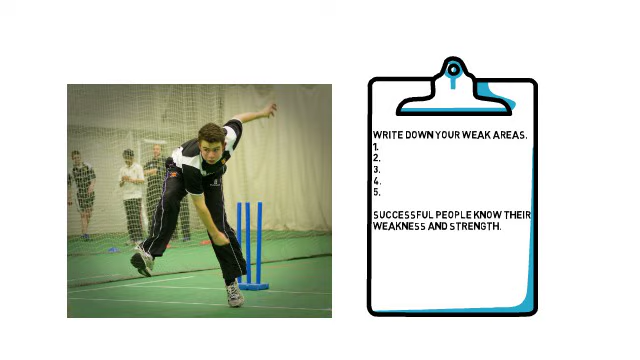 WRITE DOWN YOUR WEAK AREAS.
1.
2.
3.
4.
5.
SUCCESSFUL PEOPLE KNOW THEIR
WEAKNESS AND STRENGTH.